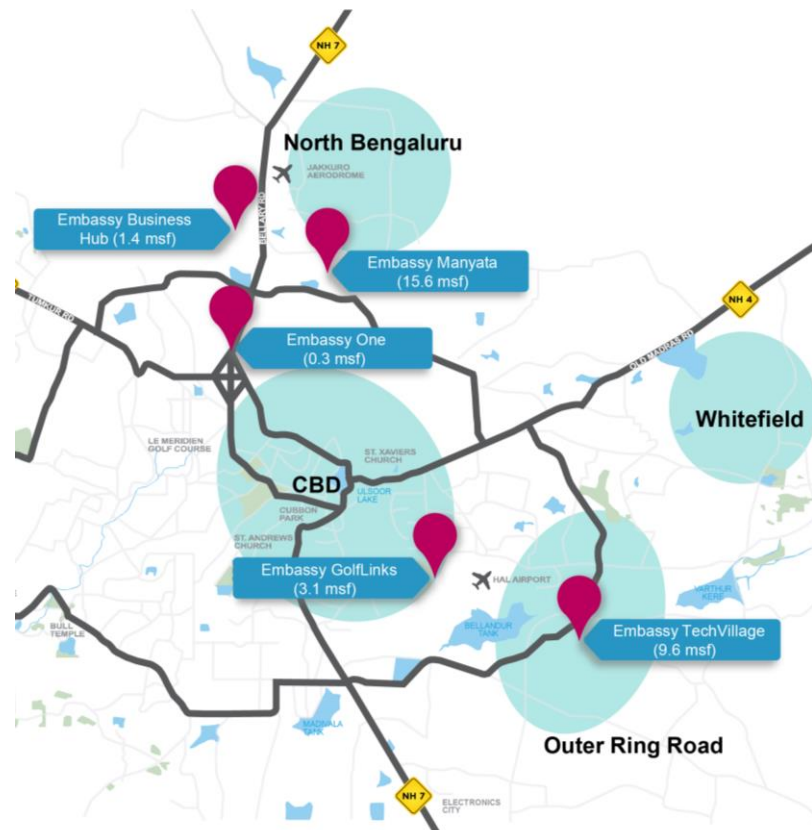 NH 7
North Bengaluru
JAKKURO
AERODROME
BELLARY RD
Embassy Business
Hub (1.4 msf)
Embassy Manyata
(15.6 msf)
TUMKUR RD
NH 4
Embassy One
(0.3 msf)
OLD MADRAS RD
Whitefield
LE MERIDIEN
GOLF COURSE
ST. XAVIERS
CHURCH
CBD
ULSOOR
LAKE
CUBBON
PARK
ST. ANDREWS
CHURCH
Embassy GolfLinks
(3.1 msf)
HAL AIRPORT
VARTHUR
KERE
BULL
TEMPLE
BELLANDUR
TANK
Embassy TechVillage
(9.6 msf)
MADIVALA
TANK
Outer Ring Road
NH 7
ELECTRONICS
CITY